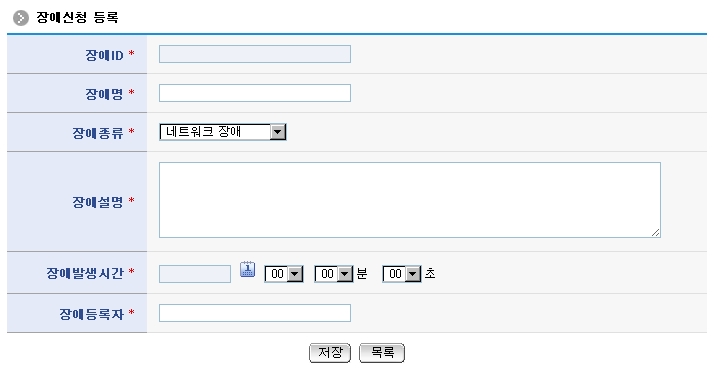 장애신청 등록
장애ID *
장애명 *
장애종류 * 네트워크 장애
장애설명 *
장애발생시간 * 1 00 00 분 00 초
장애등록자 *
저장 목록